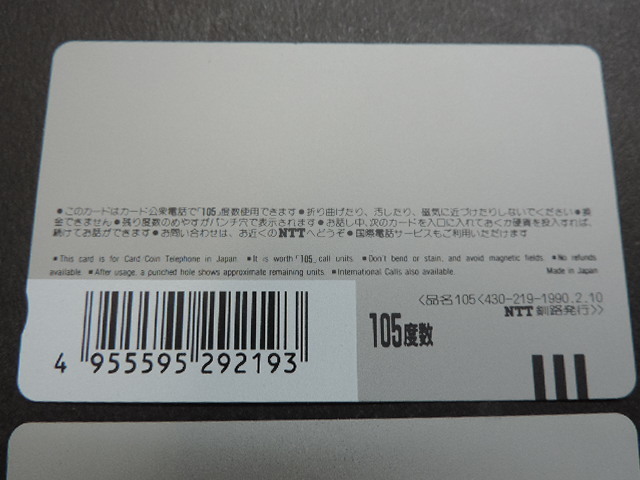 ●このカードはカード公衆電話で「105」度数使用できます●折り曲げたり、汚したり、磁気に近づけたりしないでください●換
金できません●残り度数のめやすがパンチ穴で表示されます●お話し中、次のカードを入口に入れておくか硬貨を投入すれば、
続けてお話ができます●お問い合わせは、お近くのNTTへどうぞ●国際電話サービスもご利用いただけます
●This card is for Card Coin Telephone in Japan. ●It is worth「105」call units. ●Don't bend or stain, and avoid magnetic fields ●No refunds
available. ●After usage, a punched hole shows approximate remaining units. ●International Calls also available. Made in Japan
<品名105<430-219-1990.2.10
NTT 釧路発行>>
105度数
4 955595 292193